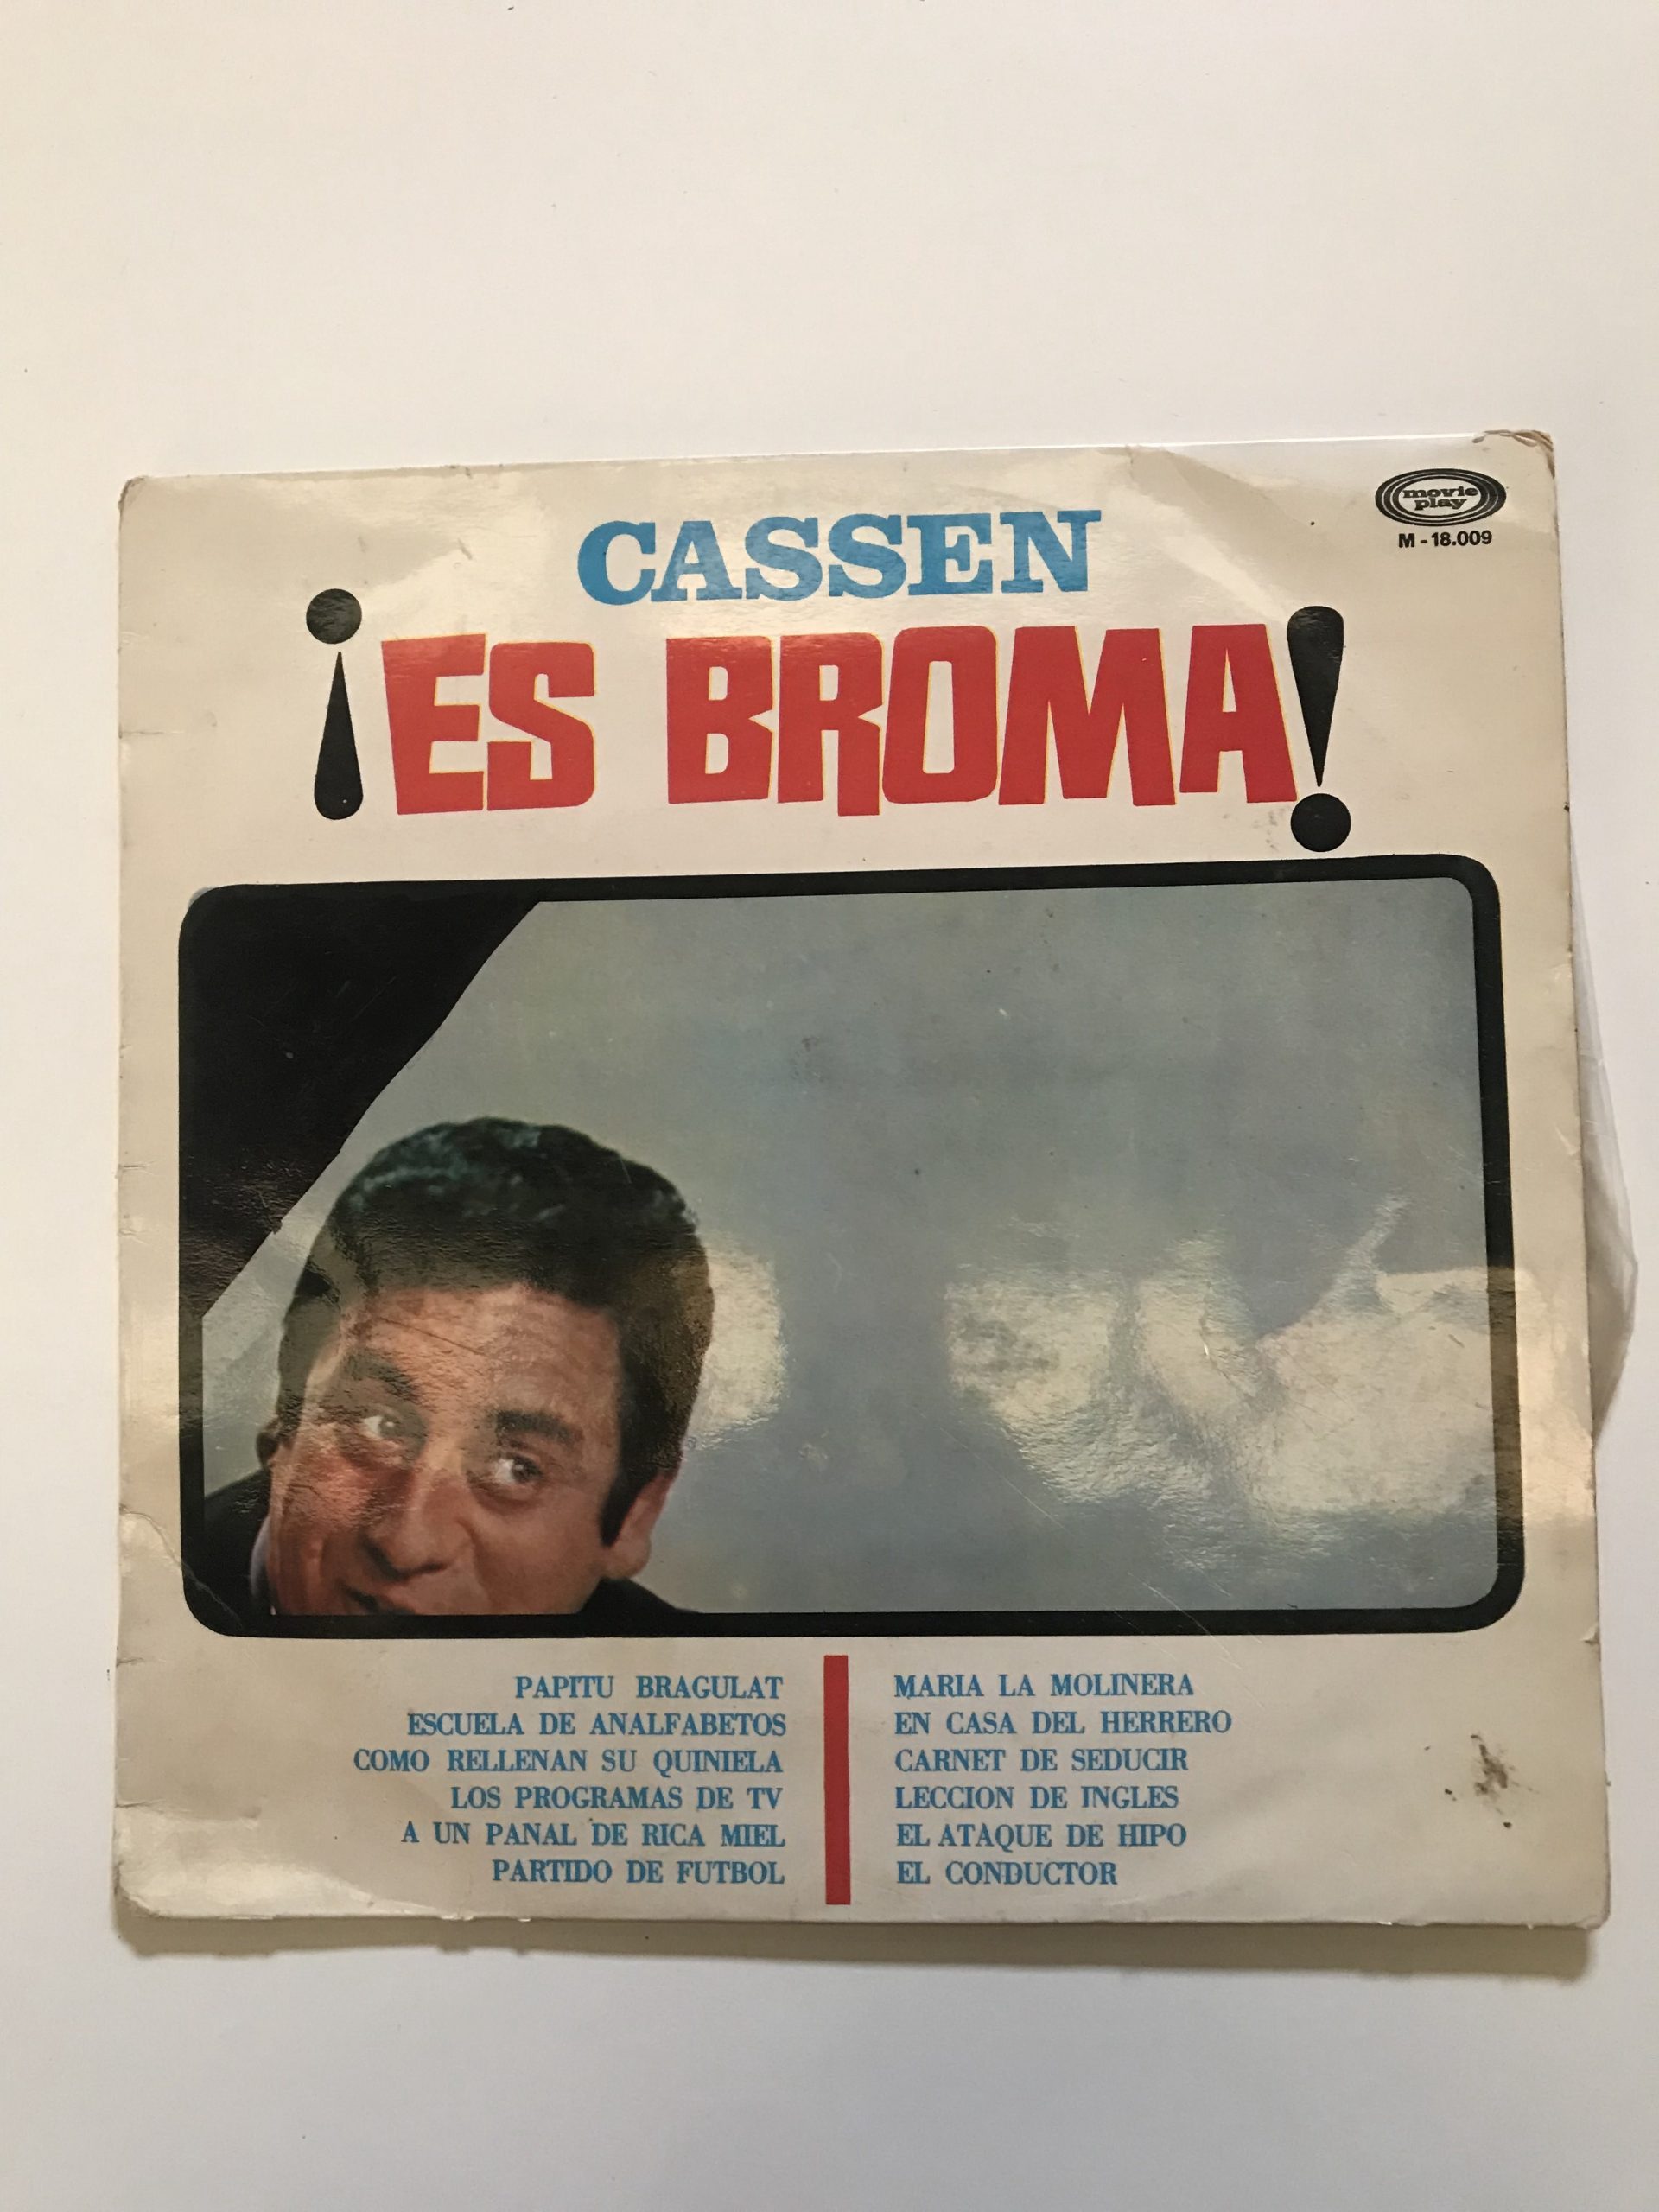 movie
play
M-18.009
CASSEN
¡ES BROMA!
PAPITU BRAGULAT
ESCUELA DE ANALFABETOS
COMO RELLENAN SU QUINIELA
LOS PROGRAMAS DE TV
A UN PANAL DE RICA MIEL
PARTIDO DE FUTBOL
MARIA LA MOLINERA
EN CASA DEL HERRERO
CARNET DE SEDUCIR
LECCION DE INGLES
EL ATAQUE DE HIPO
EL CONDUCTOR